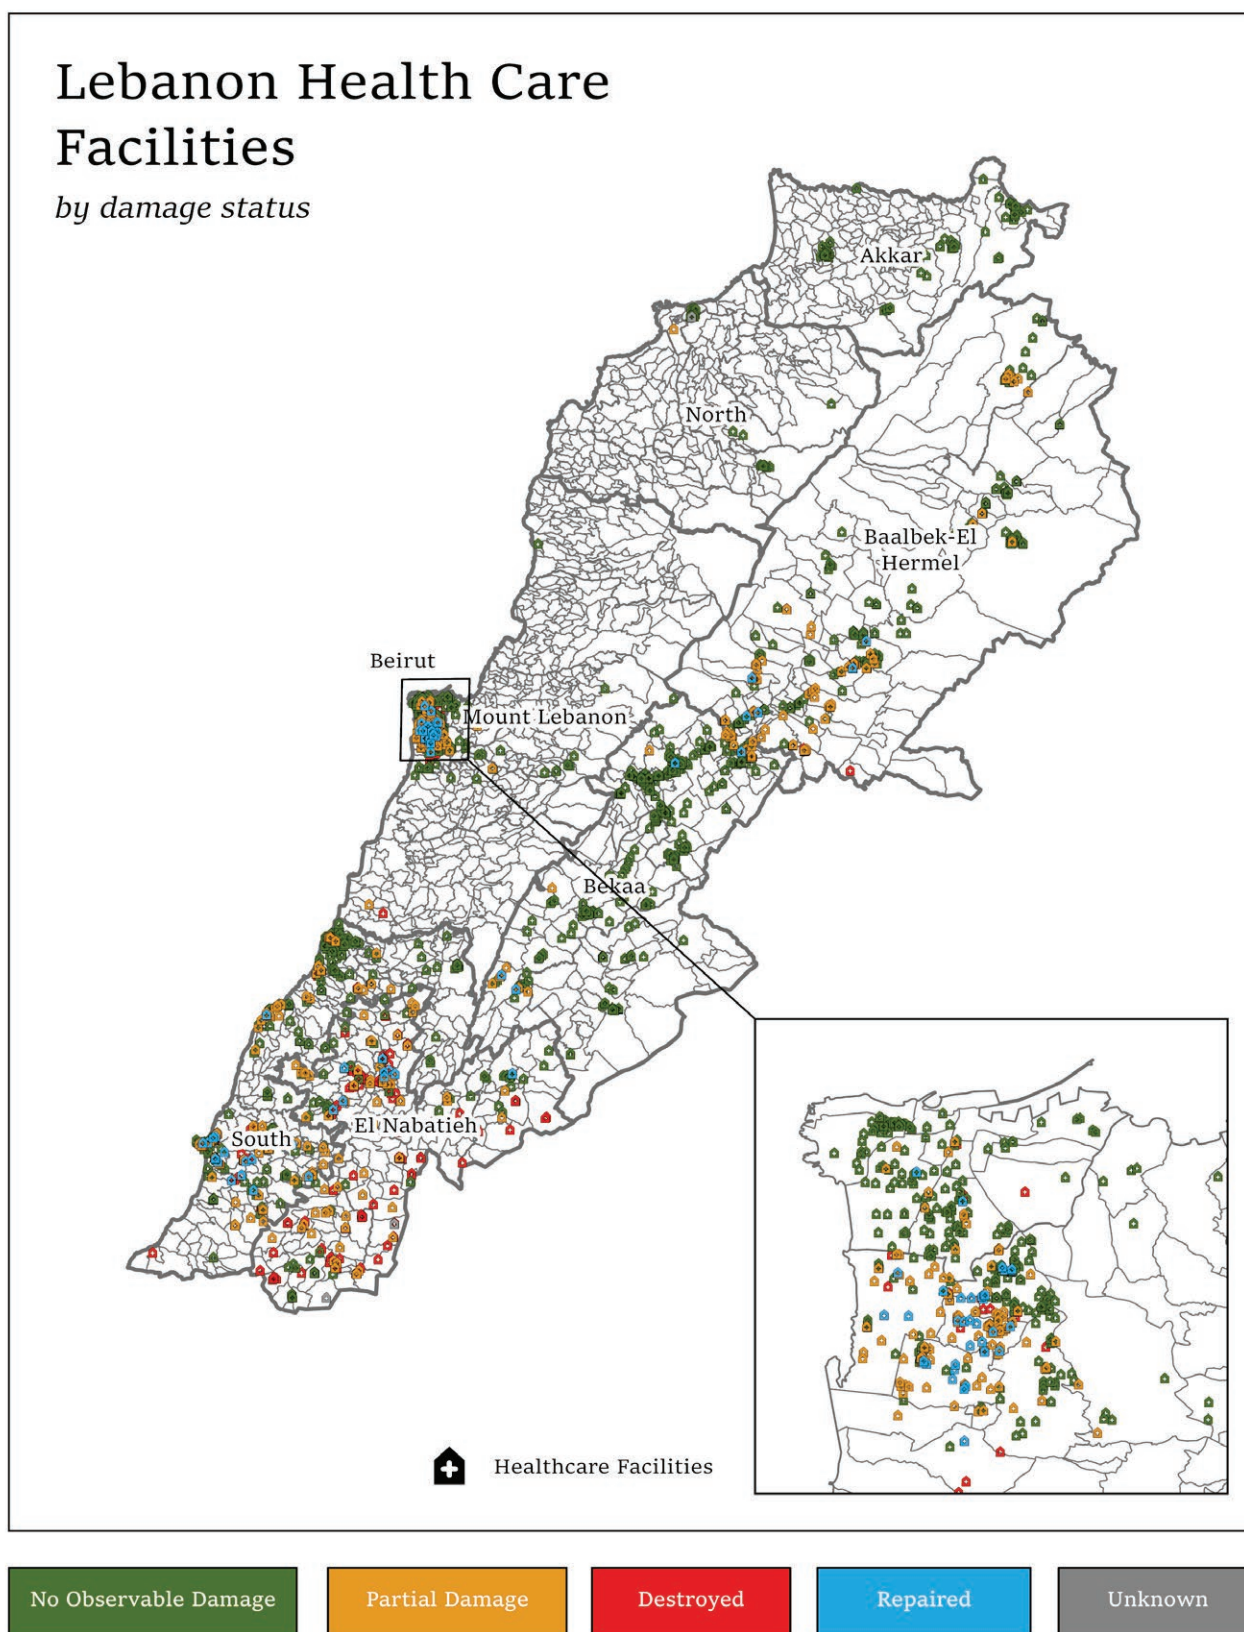 Lebanon Health Care
Facilities
by damage status
Akkar
North
Baalbek-El
Hermel
Beirut
Mount Lebanon
Bekaa
El Nabatieh
South
Healthcare Facilities
No Observable Damage
Partial Damage
Destroyed
Repaired
Unknown